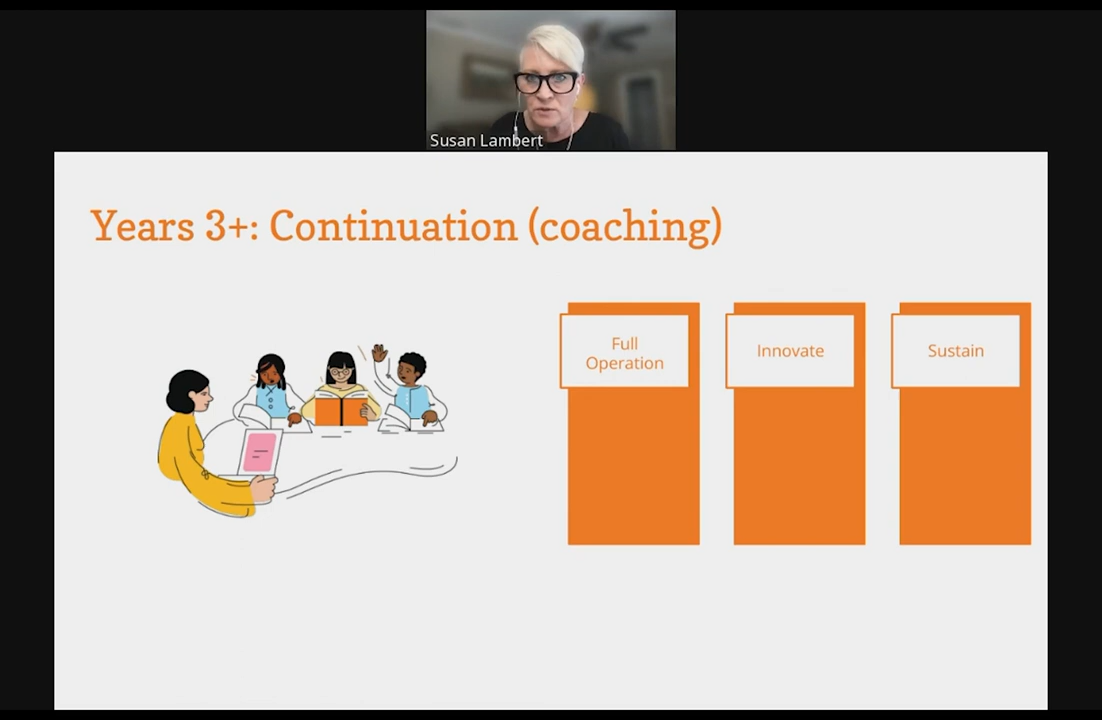 Susan Lambert
Years 3+: Continuation (coaching)
Full
Operation
Innovate
Sustain